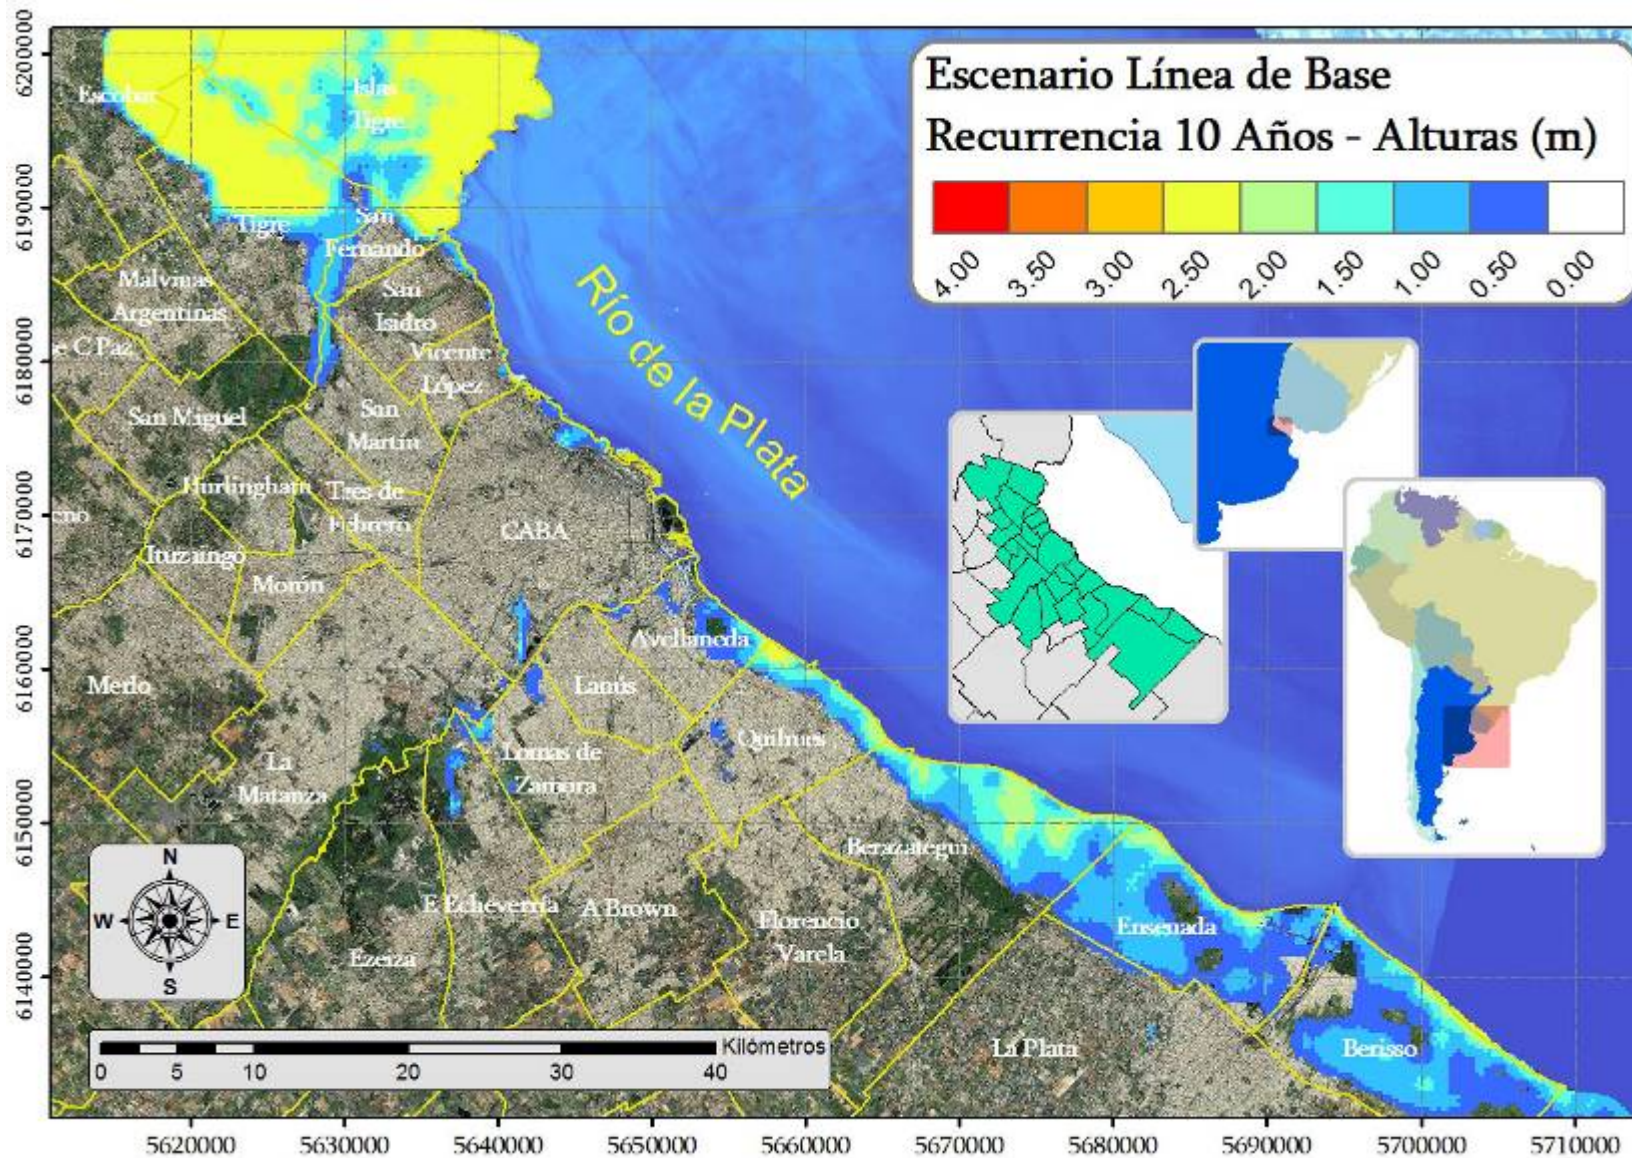 Escenario Línea de Base
Recurrencia 10 Años - Alturas (m)
4.00
3.50
3.00
2.50
2.00
1.50
1.00
0.50
0.00
6200000
6190000
6180000
6170000
6160000
6150000
6140000
Escobar
Islas
Tigre
Tigre
San
Fernando
Río de la Plata
Malvinas
Argentinas
San
Isidro
e C Paz
Vicente
López
San Miguel
San
Martín
Hurlingham
Tres de
Febrero
eno
CABA
Ituzaingó
Morón
Avellaneda
Merlo
Lanús
Quilmes
La
Matanza
Lomas de
Zamora
Berazategui
N
W
E
S
E Echeverría
A Brown
Florencio
Varela
Ensenada
Ezeiza
La Plata
Berisso
Kilómetros
0
5
10
20
30
40
5620000
5630000
5640000
5650000
5660000
5670000
5680000
5690000
5700000
5710000